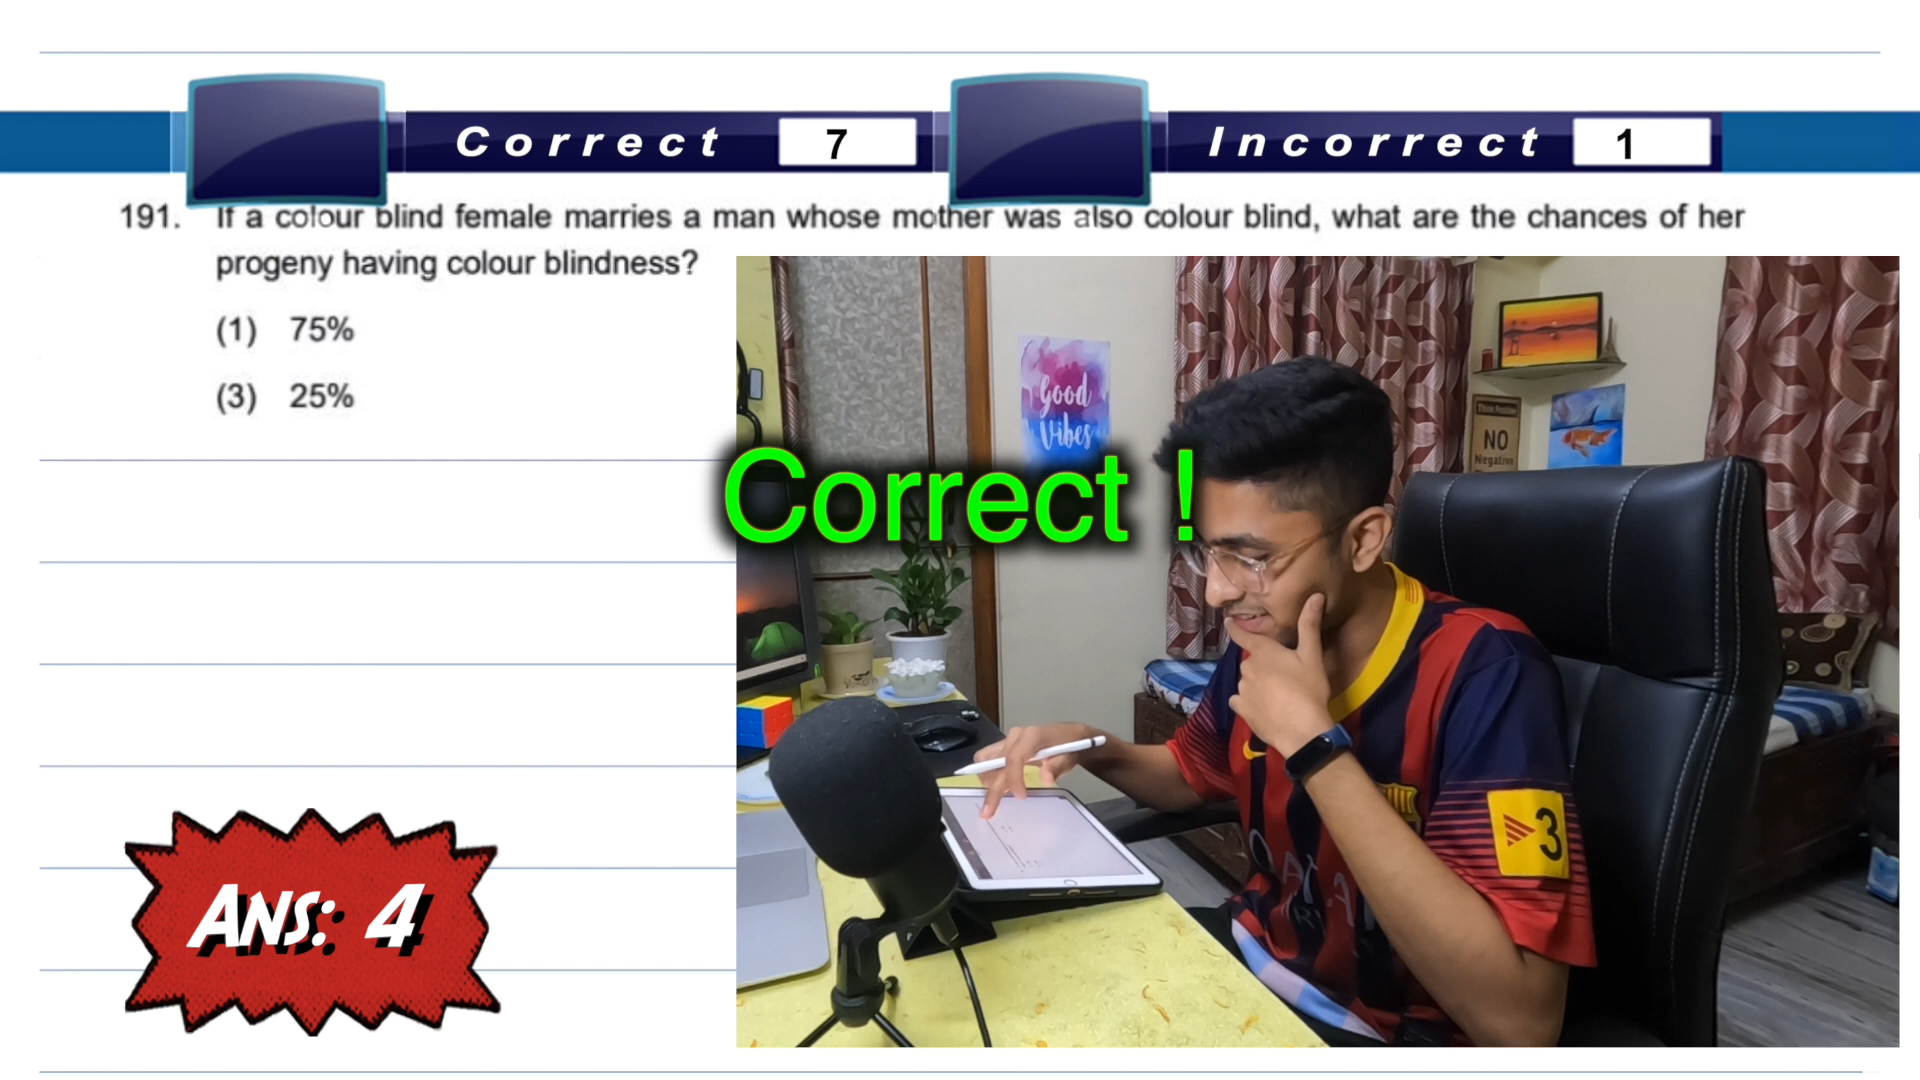 Correct 7 Incorrect 1
191. If a colour blind female marries a man whose mother was also colour blind, what are the chances of her
progeny having colour blindness?
(1) 75%
(3) 25%
Good
Vibes
Think Positive
NO
Negative
Correct !
3
ANS: 4